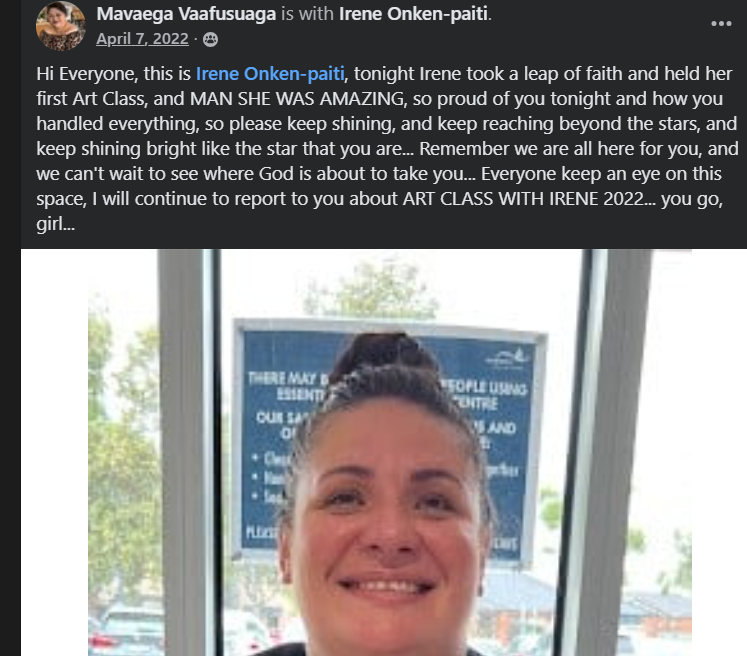 Mavaega Vaafusuaga is with Irene Onken-paiti.
April 7, 2022 ·
Hi Everyone, this is Irene Onken-paiti, tonight Irene took a leap of faith and held her
first Art Class, and MAN SHE WAS AMAZING, so proud of you tonight and how you
handled everything, so please keep shining, and keep reaching beyond the stars, and
keep shining bright like the star that you are... Remember we are all here for you, and
we can't wait to see where God is about to take you... Everyone keep an eye on this
space, I will continue to report to you about ART CLASS WITH IRENE 2022... you go,
girl...
THERE MAY USING
OUR AND